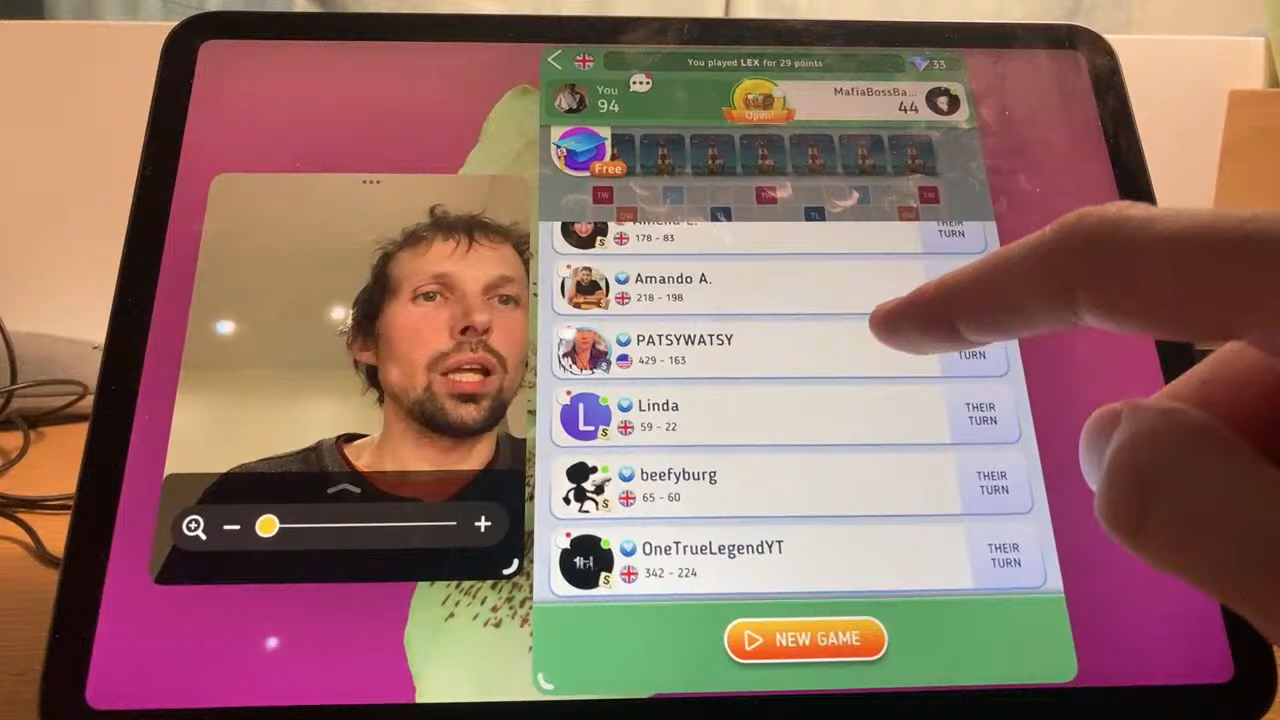 You played LEX for 29 points
33
You
94
Open!
MafiaBossBa...
44
Free
TW
TW
TW
TL
TL
178 - 83
THEIR
TURN
Amando A.
218 - 198
PATSYWATSY
429 - 163
TURN
L
Linda
59 - 22
THEIR
TURN
beefyburg
65 - 60
THEIR
TURN
OneTrueLegendYT
342 - 224
THEIR
TURN
NEW GAME